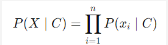 P(X | C) = ∏_{i=1}^{n} P(x_i | C)